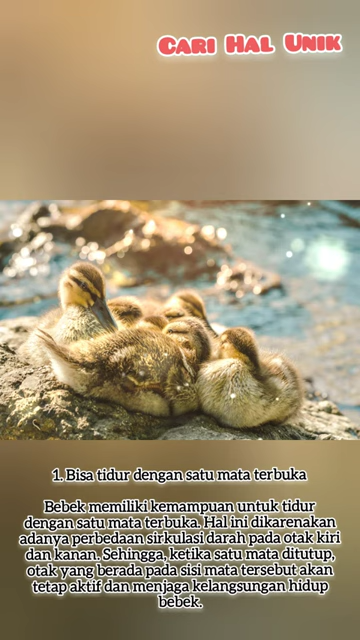 Cari Hal Unik
1. Bisa tidur dengan satu mata terbuka
Bebek memiliki kemampuan untuk tidur
dengan satu mata terbuka. Hal ini dikarenakan
adanya perbedaan sirkulasi darah pada otak kiri
dan kanan. Sehingga, ketika satu mata ditutup,
otak yang berada pada sisi mata tersebut akan
tetap aktif dan menjaga kelangsungan hidup
bebek.